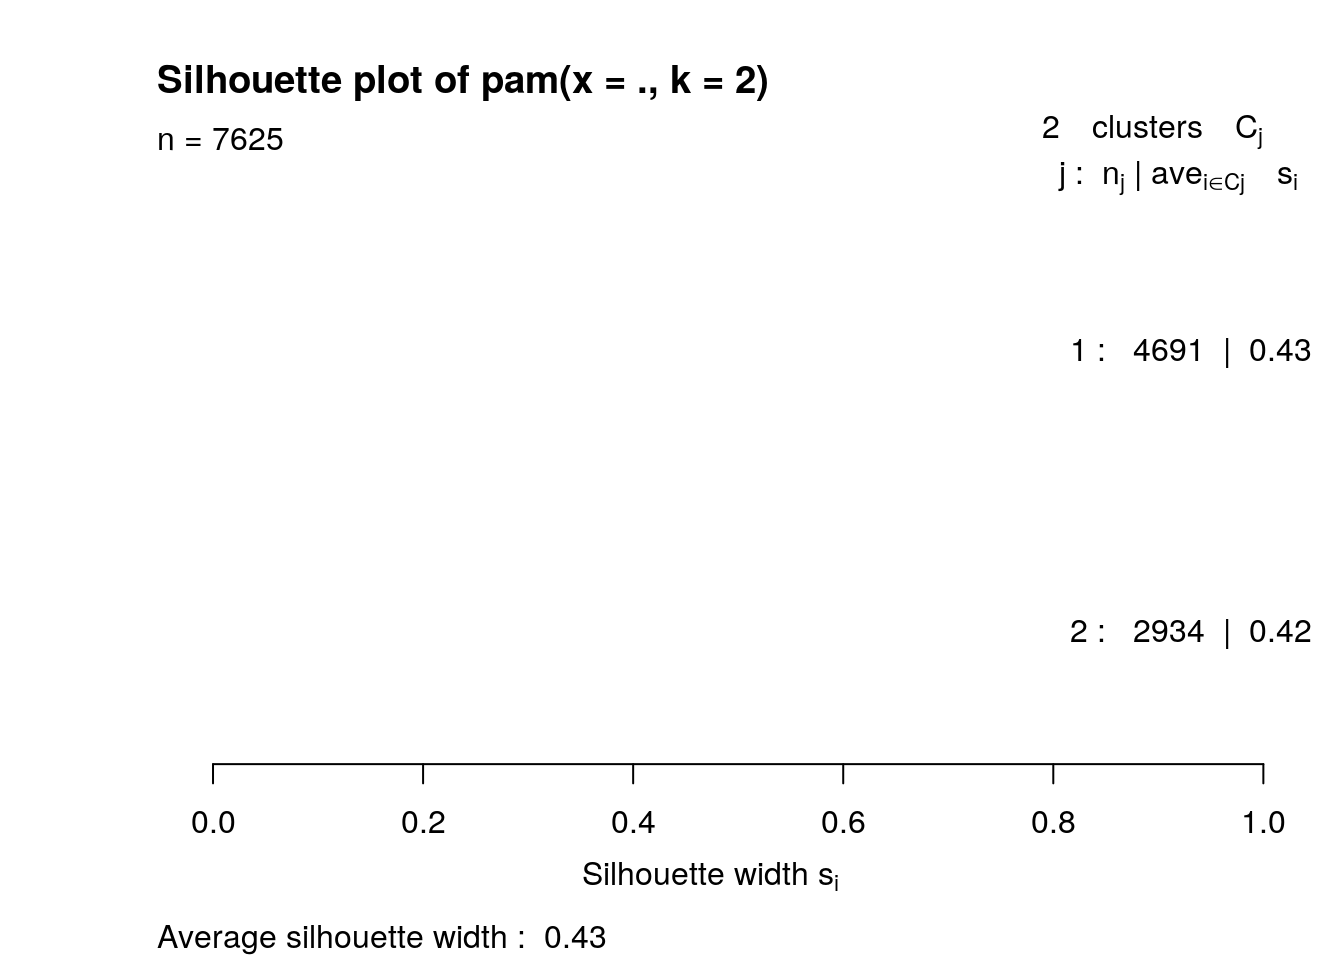 Silhouette plot of pam(x = ., k = 2)
n = 7625
2 clusters Cj
j : nj | avei∈Cj si
1 : 4691 | 0.43
2 : 2934 | 0.42
0.0 0.2 0.4 0.6 0.8 1.0
Silhouette width si
Average silhouette width : 0.43